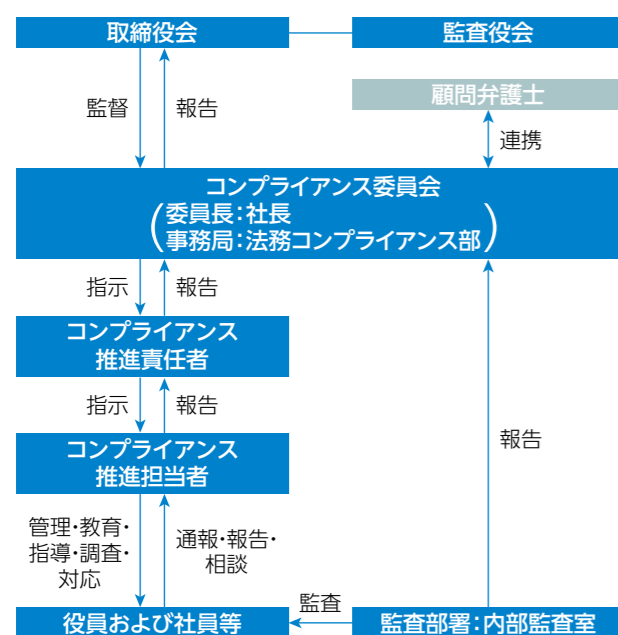 取締役会
監査役会
監督
報告
顧問弁護士
連携
コンプライアンス委員会
(委員長:社長
事務局:法務コンプライアンス部)
指示
報告
コンプライアンス
推進責任者
指示
報告
コンプライアンス
推進担当者
報告
管理・教育・
指導・調査・
対応
通報・報告・
相談
役員および社員等
監査
監査部署:内部監査室